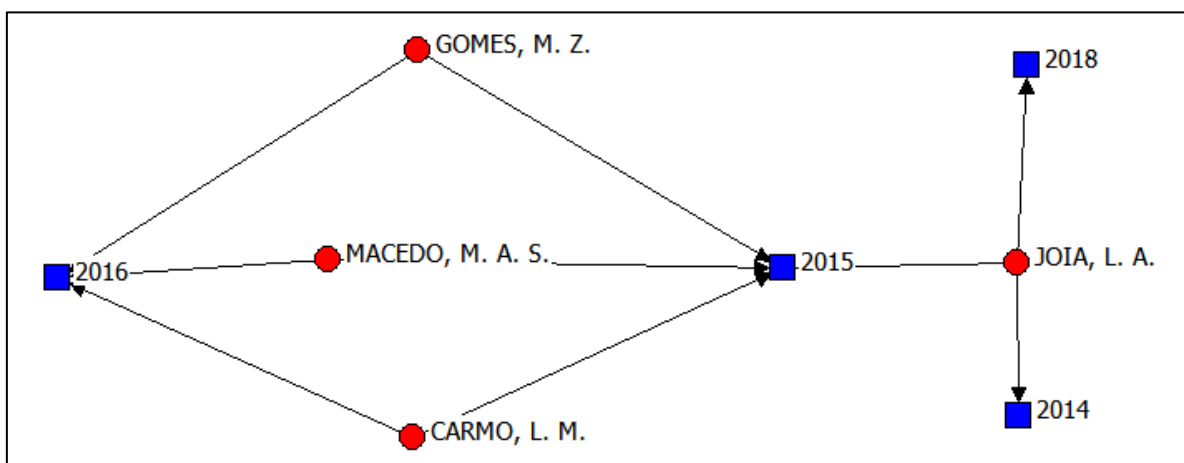 GOMES, M. Z.
2018
MACEDO, M. A. S.
2016
2015
JOIA, L. A.
2014
CARMO, L. M.